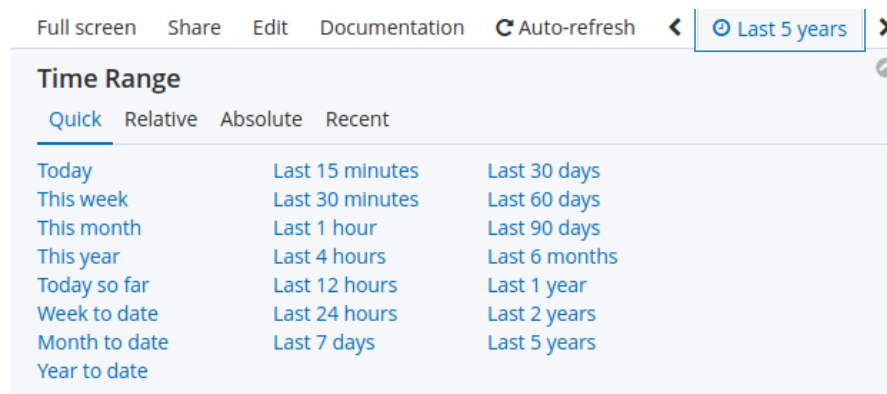 Full screen Share Edit Documentation Auto-refresh Last 5 years
Time Range
Quick Relative Absolute Recent
Today Last 15 minutes Last 30 days
This week Last 30 minutes Last 60 days
This month Last 1 hour Last 90 days
This year Last 4 hours Last 6 months
Today so far Last 12 hours Last 1 year
Week to date Last 24 hours Last 2 years
Month to date Last 7 days Last 5 years
Year to date